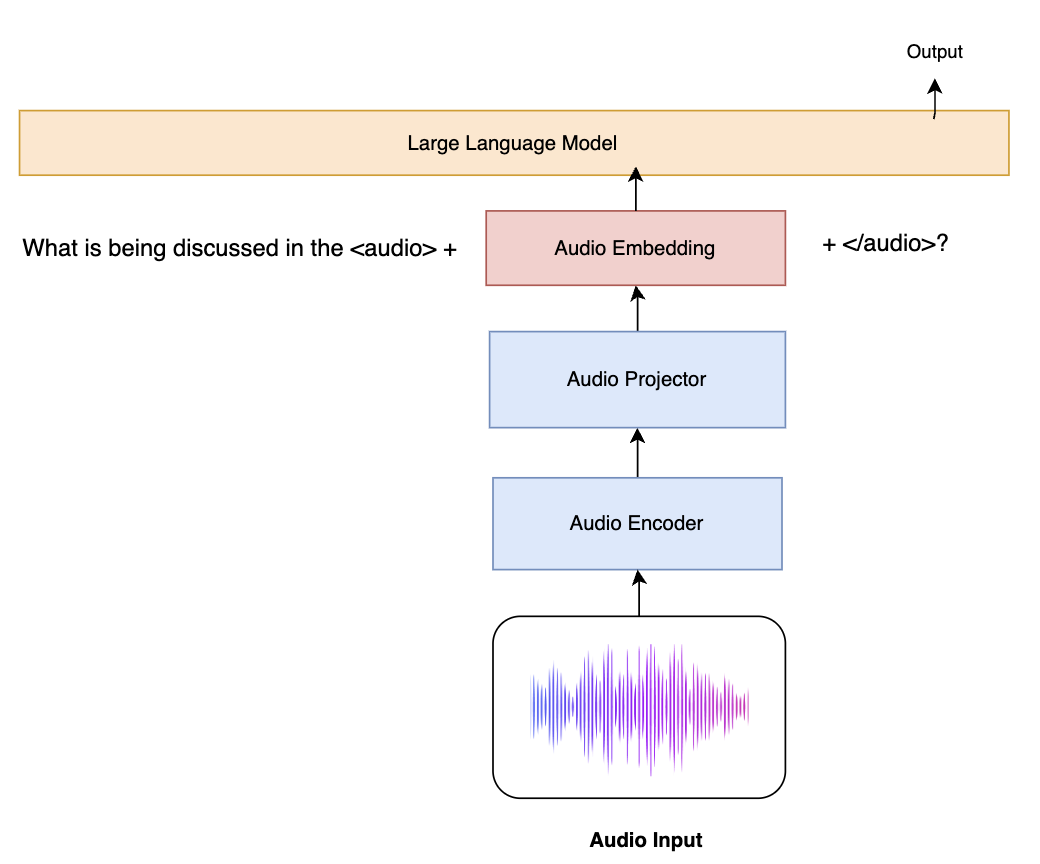 Output
Large Language Model
What is being discussed in the <audio> +
Audio Embedding
+ </audio>?
Audio Projector
Audio Encoder
Audio Input